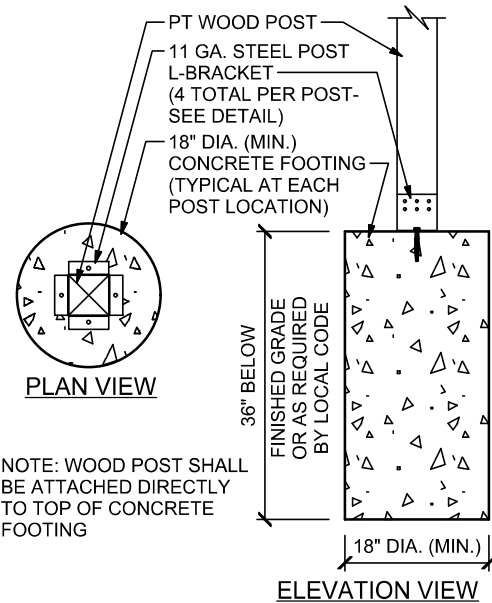 PT WOOD POST
11 GA. STEEL POST
L-BRACKET
(4 TOTAL PER POST-
SEE DETAIL)
18" DIA. (MIN.)
CONCRETE FOOTING
(TYPICAL AT EACH
POST LOCATION)
PLAN VIEW
36" BELOW
FINISHED GRADE
OR AS REQUIRED
BY LOCAL CODE
NOTE: WOOD POST SHALL
BE ATTACHED DIRECTLY
TO TOP OF CONCRETE
FOOTING
18" DIA. (MIN.)
ELEVATION VIEW